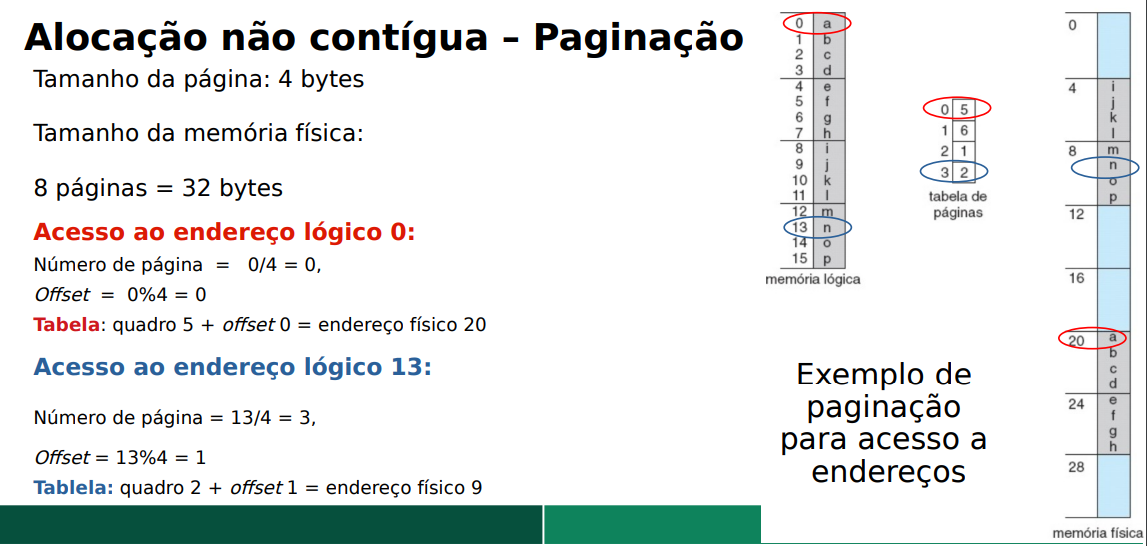 Alocação não contígua – Paginação
Tamanho da página: 4 bytes
Tamanho da memória física:
8 páginas = 32 bytes
Acesso ao endereço lógico 0:
Número de página = 0/4 = 0,
Offset = 0%4 = 0
Tabela: quadro 5 + offset 0 = endereço físico 20
Acesso ao endereço lógico 13:
Número de página = 13/4 = 3,
Offset = 13%4 = 1
Tablela: quadro 2 + offset 1 = endereço físico 9
0 a
1 b
2 c
3 d
4 e
5 f
6 g
7 h
8 i
9 j
10 k
11 l
12 m
13 n
14 o
15 p
memória lógica
0 5
1 6
2 1
3 2
tabela de
páginas
Exemplo de
paginação
para acesso a
endereços
0
4 i
j
k
l
8 m
n
o
p
12
16
20 a
b
c
d
24 e
f
g
h
28
memória física